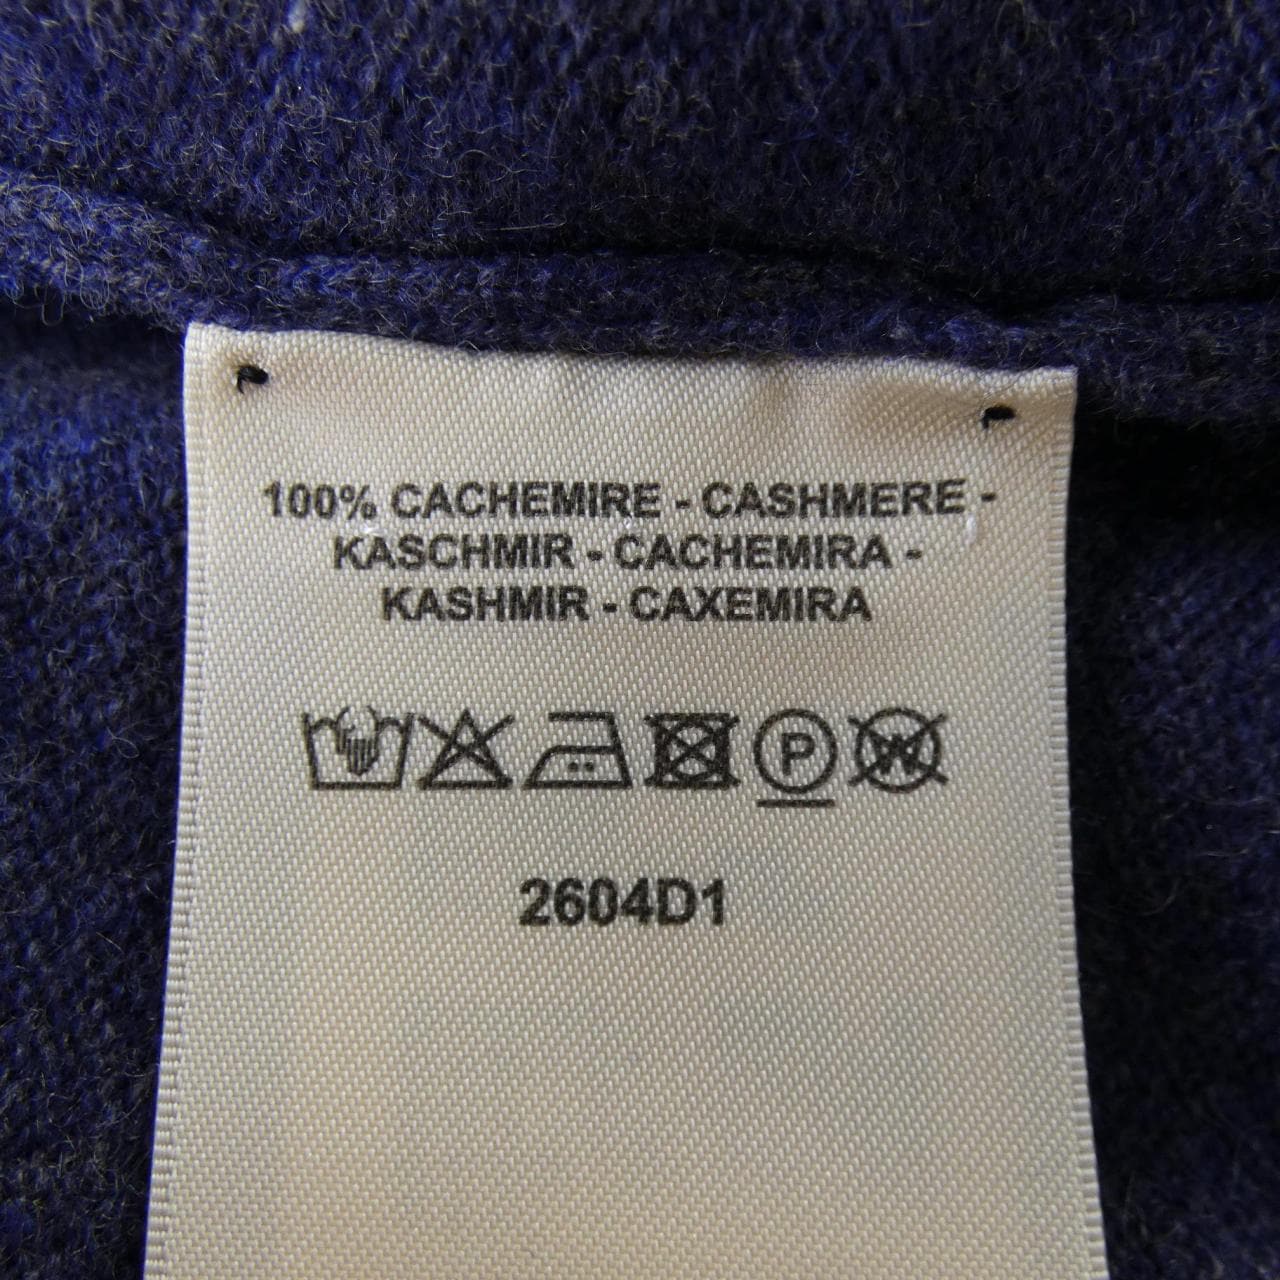 100% CACHEMIRE - CASHMERE -
KASCHMIR - CACHEMIRA -
KASHMIR - CAXEMIRA
P W
2604D1